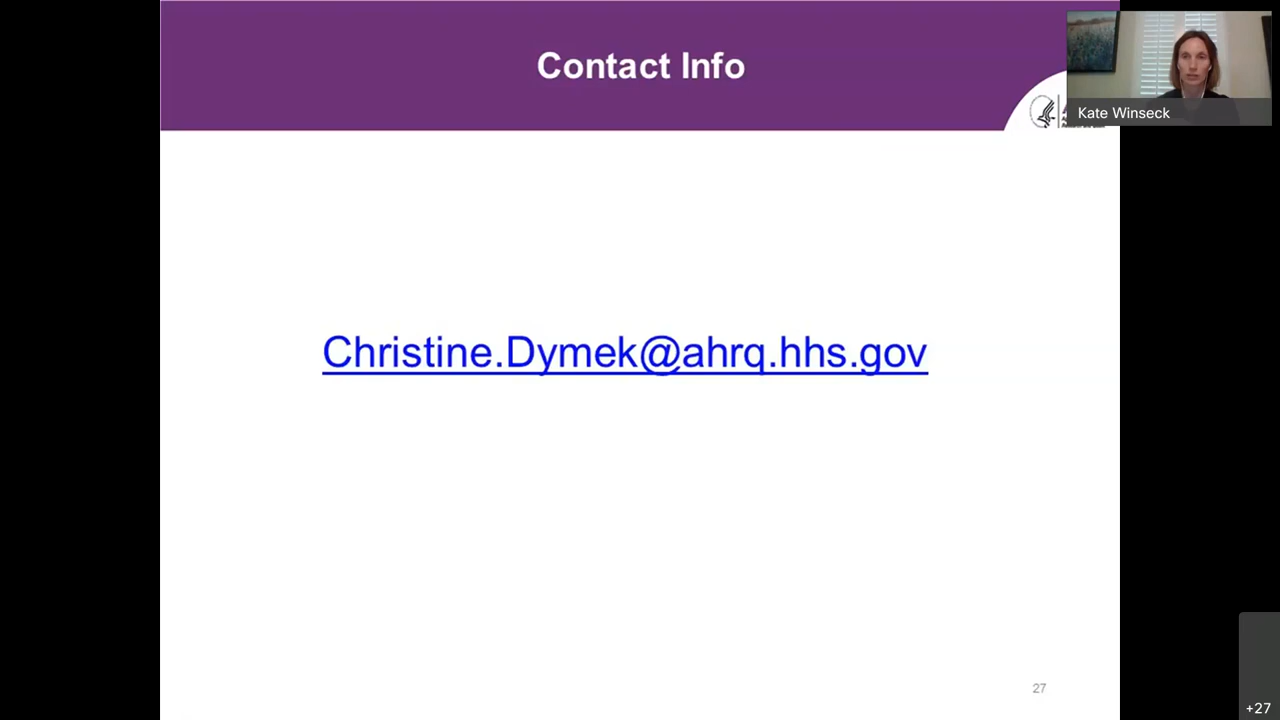 Contact Info
Kate Winseck
Christine.Dymek@ahrq.hhs.gov
27
+27